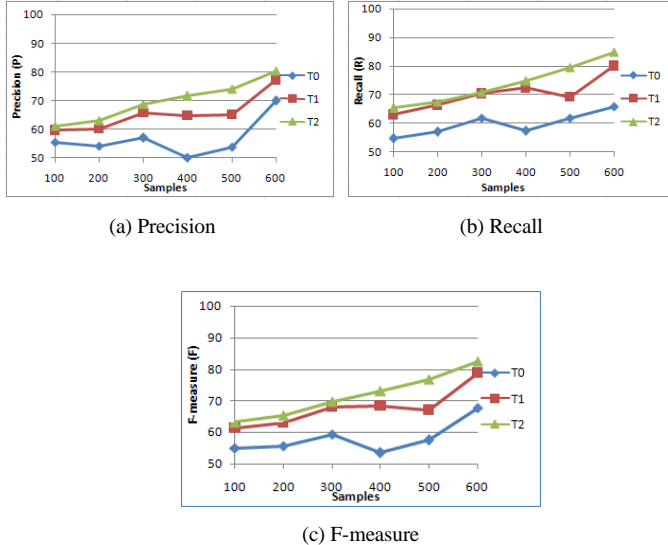 100
90
80
70
60
50
Precision (P)
100 200 300 400 500 600
Samples
T0
T1
T2
(a) Precision
100
90
80
70
60
50
Recall (R)
100 200 300 400 500 600
Samples
T0
T1
T2
(b) Recall
100
90
80
70
60
50
F-measure (F)
100 200 300 400 500 600
Samples
T0
T1
T2
(c) F-measure